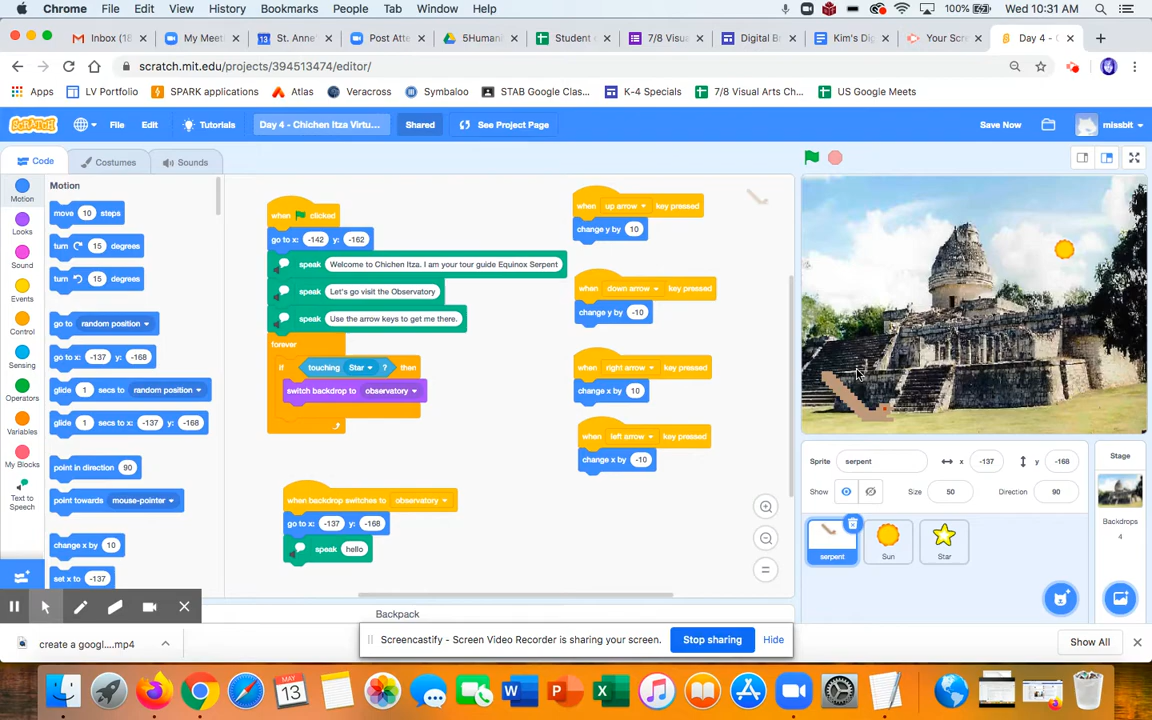 Chrome File Edit View History Bookmarks People Tab Window Help 100% Wed 10:31 AM
Inbox (18 My Meeti St. Anne' Post Atte 5Humani Student 7/8 Visua Digital B Kim's Dig Your Scre Day 4 -
scratch.mit.edu/projects/394513474/editor/
Apps LV Portfolio SPARK applications Atlas Veracross Symbaloo STAB Google Clas... K-4 Specials 7/8 Visual Arts Ch... US Google Meets
SCRATCH File Edit Tutorials Day 4 - Chichen Itza Virtu... Shared See Project Page Save Now missbit
Code Costumes Sounds
Motion
Looks
Sound
Events
Control
Sensing
Operators
Variables
My Blocks
Text to Speech
Motion
move 10 steps
turn 15 degrees
turn 15 degrees
go to random position
go to x: -137 y: -168
glide 1 secs to random position
glide 1 secs to x: -137 y: -168
point in direction 90
point towards mouse-pointer
change x by 10
set x to -137
when clicked
go to x: -142 y: -162
speak Welcome to Chichen Itza. I am your tour guide Equinox Serpent
speak Let's go visit the Observatory
speak Use the arrow keys to get me there.
forever
if touching Star ? then
switch backdrop to observatory
when backdrop switches to observatory
go to x: -137 y: -168
speak hello
when up arrow key pressed
change y by 10
when down arrow key pressed
change y by -10
when right arrow key pressed
change x by 10
when left arrow key pressed
change x by -10
Sprite serpent x -137 y -168
Show Size 50 Direction 90
serpent Sun Star
Stage
Backdrops
4
Backpack
Screencastify - Screen Video Recorder is sharing your screen. Stop sharing Hide
create a googl....mp4 Show All
MAY
13